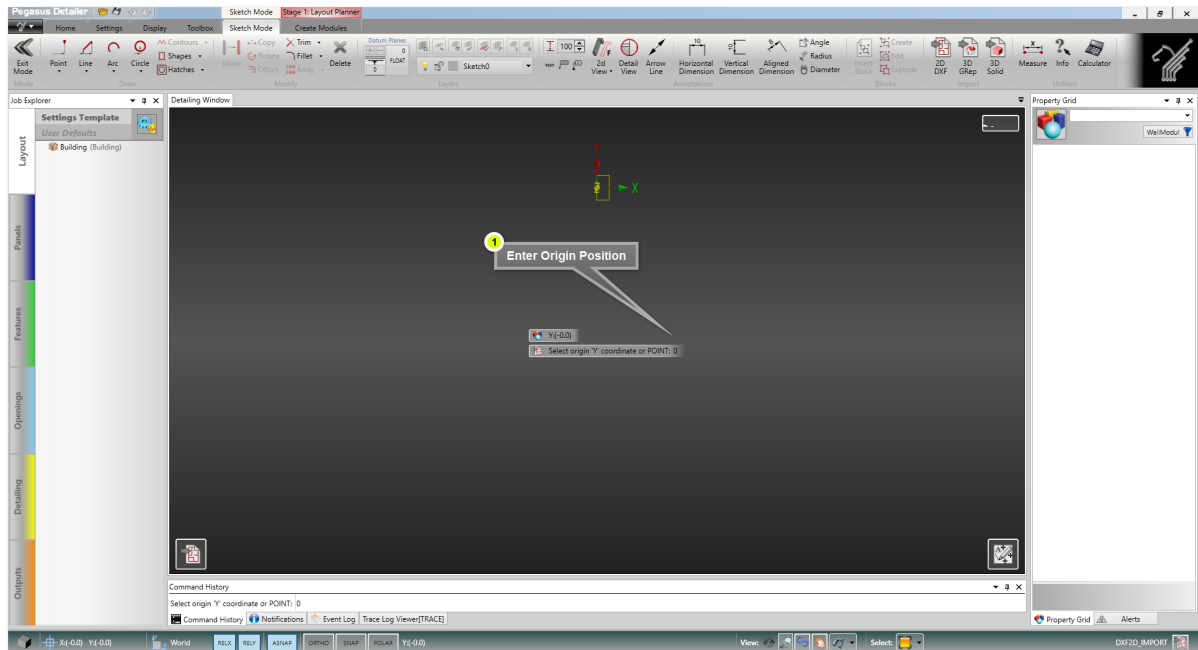 Pegasus Detailer
Sketch Mode
Stage 1: Layout Planner
Home
Settings
Display
Toolbox
Sketch Mode
Create Modules
Exit Mode
Point
Line
Arc
Circle
Contours
Shapes
Hatches
Move
Copy
Rotate
Offset
Trim
Fillet
Array
Delete
Datum Planes
0
FLOAT
0
Sketch0
100
TEXT
2d View
Detail View
Arrow Line
10
Horizontal Dimension
Vertical Dimension
Aligned Dimension
Angle
Radius
Diameter
Insert Block
Create
Edit
Explode
2D DXF
3D GRep
3D Solid
Measure
Info
Calculator
Mode
Draw
Modify
Layers
Annotations
Blocks
Import
Utilities
Job Explorer
Detailing Window
Property Grid
Settings Template
User Defaults
Building (Building)
WallModul
Layout
Panels
Features
Openings
Detailing
Outputs
Y
X
1
Enter Origin Position
Y:(-0.0)
Select origin 'Y' coordinate or POINT: 0
Command History
Select origin 'Y' coordinate or POINT: 0
Command History
Notifications
Event Log
Trace Log Viewer[TRACE]
Property Grid
Alerts
X:(-0.0) Y:(-0.0)
World
RELX
RELY
ASNAP
ORTHO
SNAP
POLAR
Y:(-0.0)
View:
Select:
DXF2D_IMPORT